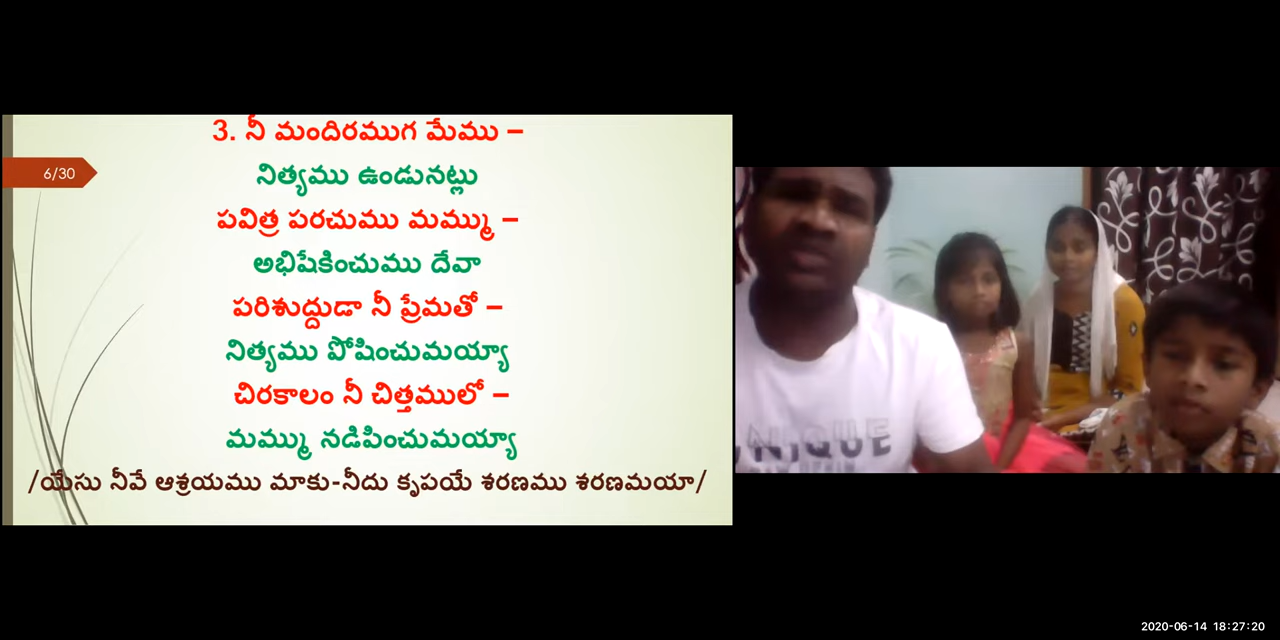 3. నీ మందిరముగ మేము –
6/30
నిత్యము ఉండునట్లు
పవిత్ర పరచుము మమ్ము –
అభిషేకించుము దేవా
పరిశుద్దుడా నీ ప్రేమతో –
నిత్యము పోషించుమయ్యా
చిరకాలం నీ చిత్తములో –
మమ్ము నడిపించుమయ్యా
/యేసు నీవే ఆశ్రయము మాకు-నీదు కృపయే శరణము శరణమయా/
UNIQUE
2020-06-14 18:27:20